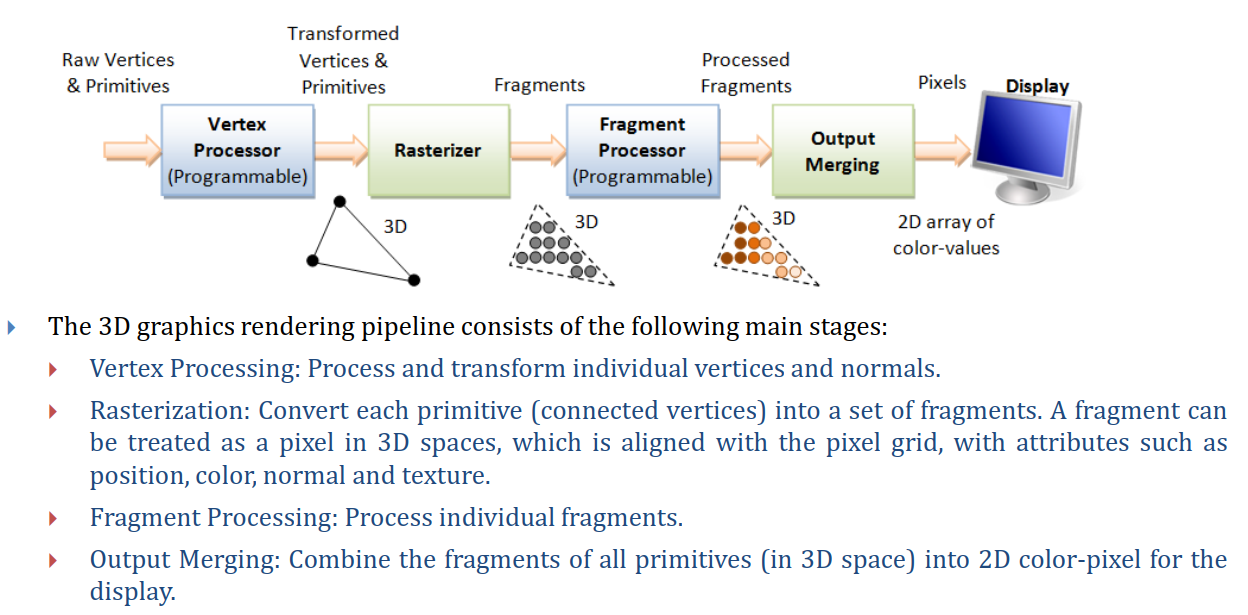 Raw Vertices
& Primitives
Transformed
Vertices &
Primitives
Fragments
Processed
Fragments
Pixels
Display
Vertex
Processor
(Programmable)
Rasterizer
Fragment
Processor
(Programmable)
Output
Merging
3D
3D
3D
2D array of
color-values
The 3D graphics rendering pipeline consists of the following main stages:
Vertex Processing: Process and transform individual vertices and normals.
Rasterization: Convert each primitive (connected vertices) into a set of fragments. A fragment can
be treated as a pixel in 3D spaces, which is aligned with the pixel grid, with attributes such as
position, color, normal and texture.
Fragment Processing: Process individual fragments.
Output Merging: Combine the fragments of all primitives (in 3D space) into 2D color-pixel for the
display.